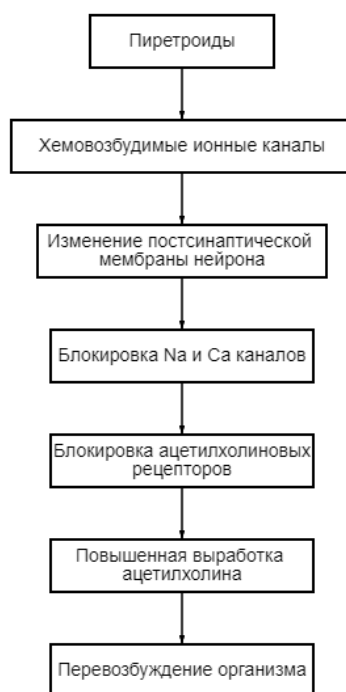 Пиретроиды
Хемовозбудимые ионные каналы
Изменение постсинаптической
мембраны нейрона
Блокировка Na и Ca каналов
Блокировка ацетилхолиновых
рецепторов
Повышенная выработка
ацетилхолина
Перевозбуждение организма